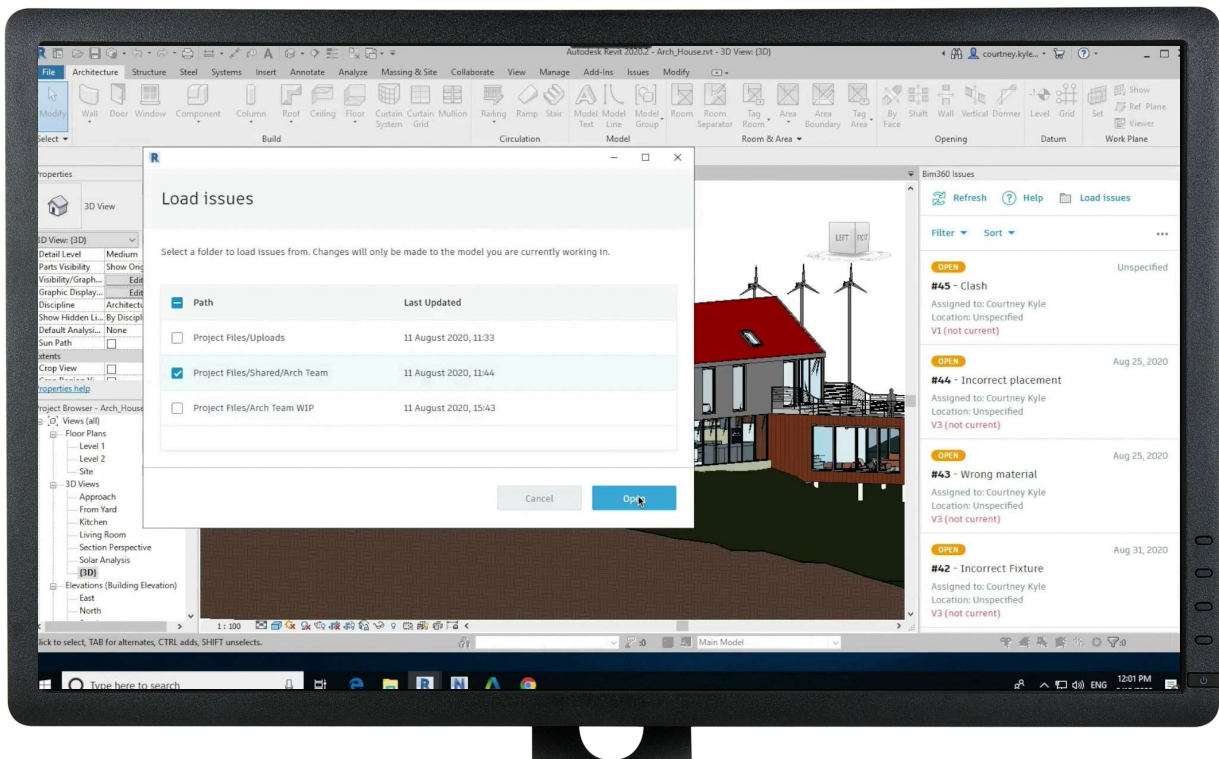 Autodesk Revit 2020.2 - Arch_House.rvt - 3D View: {3D}
courtney.kyle...
File Architecture Structure Steel Systems Insert Annotate Analyze Massing & Site Collaborate View Manage Add-Ins Issues Modify
Modify Wall Door Window Component Column Roof Ceiling Floor Curtain System Curtain Grid Mullion Railing Ramp Stair Model Text Model Line Model Group Room Room Separator Tag Room Area Area Boundary Tag Area By Face Shaft Wall Vertical Dormer Level Grid Set Show Ref Plane Viewer
Select Build Circulation Model Room & Area Opening Datum Work Plane
Properties
3D View
3D View: {3D}
Detail Level Medium
Parts Visibility Show Orig
Visibility/Graph... Edit
Graphic Display... Edit
Discipline Architectu
Show Hidden Li... By Discipl
Default Analysi... None
Sun Path
Extents
Crop View
Properties help
Project Browser - Arch_House
Views (all)
Floor Plans
Level 1
Level 2
Site
3D Views
Approach
From Yard
Kitchen
Living Room
Section Perspective
Solar Analysis
{3D}
Elevations (Building Elevation)
East
North
R
Load issues
Select a folder to load issues from. Changes will only be made to the model you are currently working in.
Path Last Updated
Project Files/Uploads 11 August 2020, 11:33
Project Files/Shared/Arch Team 11 August 2020, 11:44
Project Files/Arch Team WIP 11 August 2020, 15:43
Cancel Open
LEFT
Bim360 Issues
Refresh Help Load issues
Filter Sort
OPEN Unspecified
#45 - Clash
Assigned to: Courtney Kyle
Location: Unspecified
V1 (not current)
OPEN Aug 25, 2020
#44 - Incorrect placement
Assigned to: Courtney Kyle
Location: Unspecified
V3 (not current)
OPEN Aug 25, 2020
#43 - Wrong material
Assigned to: Courtney Kyle
Location: Unspecified
V3 (not current)
OPEN Aug 31, 2020
#42 - Incorrect Fixture
Assigned to: Courtney Kyle
Location: Unspecified
V3 (not current)
1 : 100
Click to select, TAB for alternates, CTRL adds, SHIFT unselects.
:0 Main Model :0
Type here to search
ENG 12:01 PM